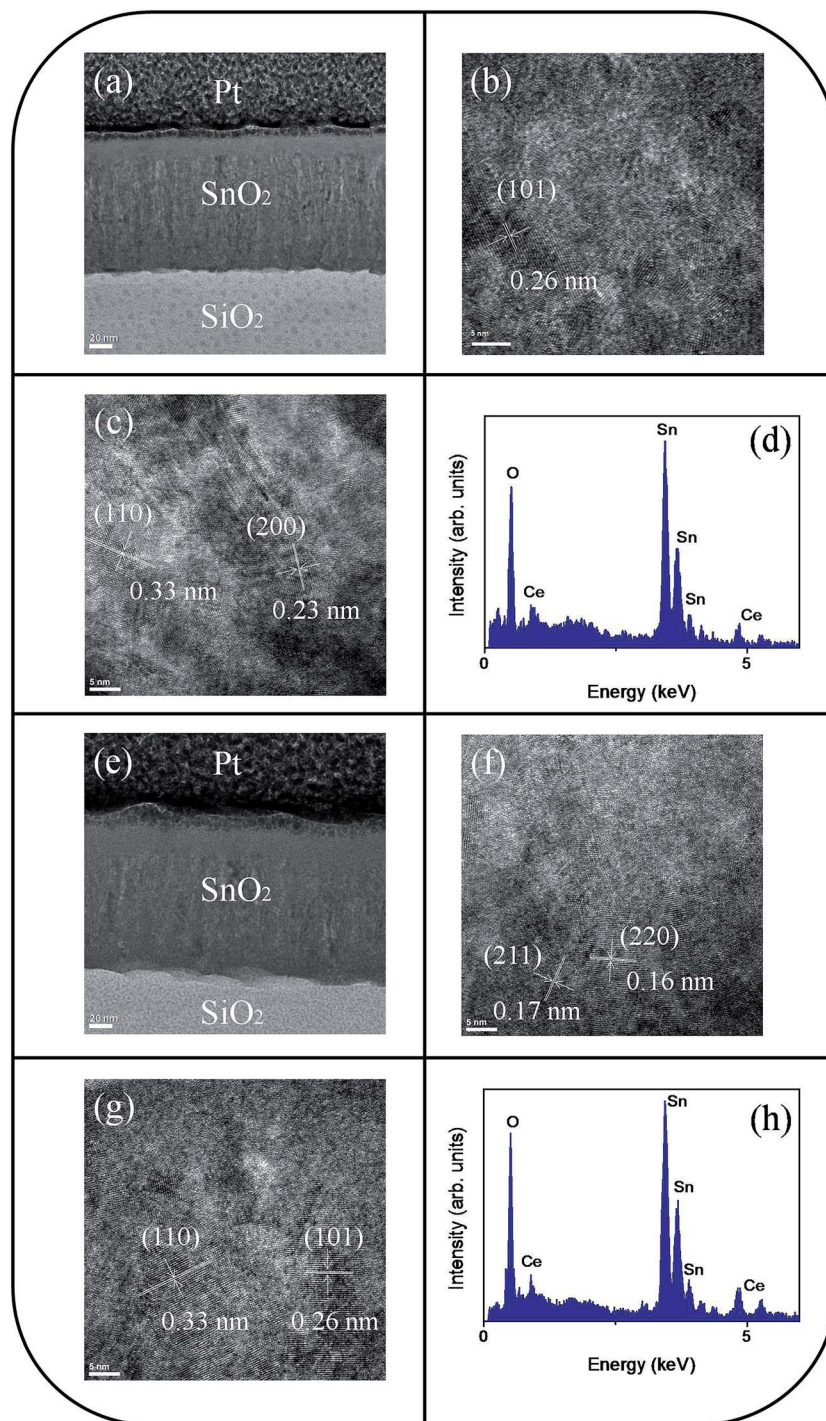 (a)
Pt
SnO2
SiO2
20 nm
(b)
(101)
0.26 nm
5 nm
(c)
(110)
(200)
0.33 nm
0.23 nm
5 nm
(d)
Sn
O
Sn
Sn
Ce
Ce
Intensity (arb. units)
0
5
Energy (keV)
(e)
Pt
SnO2
SiO2
20 nm
(f)
(220)
(211)
0.16 nm
0.17 nm
5 nm
(g)
(110)
(101)
0.33 nm
0.26 nm
5 nm
(h)
Sn
O
Sn
Sn
Ce
Ce
Intensity (arb. units)
0
5
Energy (keV)